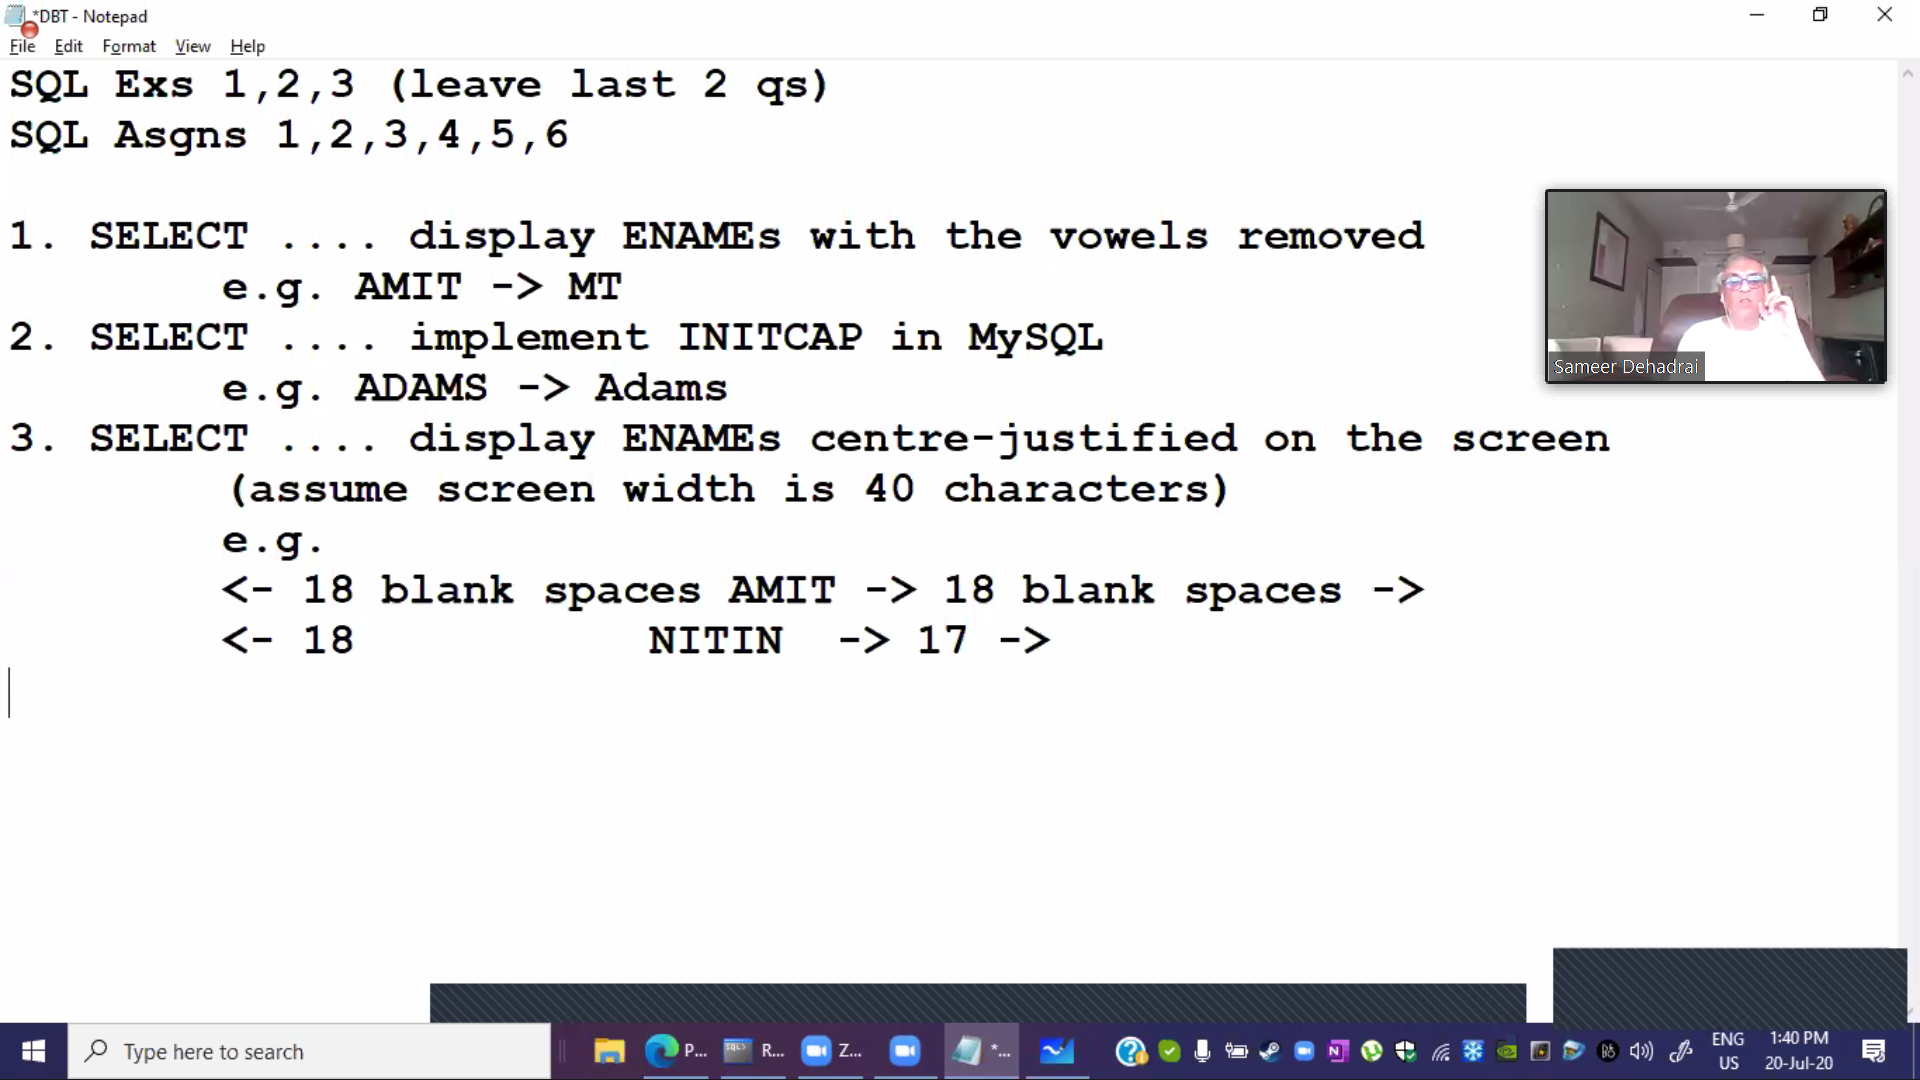 *DBT - Notepad
File Edit Format View Help
SQL Exs 1,2,3 (leave last 2 qs)
SQL Asgns 1,2,3,4,5,6
1. SELECT .... display ENAMEs with the vowels removed
e.g. AMIT -> MT
2. SELECT .... implement INITCAP in MySQL
e.g. ADAMS -> Adams
3. SELECT .... display ENAMEs centre-justified on the screen
(assume screen width is 40 characters)
e.g.
<- 18 blank spaces AMIT -> 18 blank spaces ->
<- 18 NITIN -> 17 ->
Sameer Dehadrai
Type here to search
P...
R...
Z...
*...
ENG
US
1:40 PM
20-Jul-20